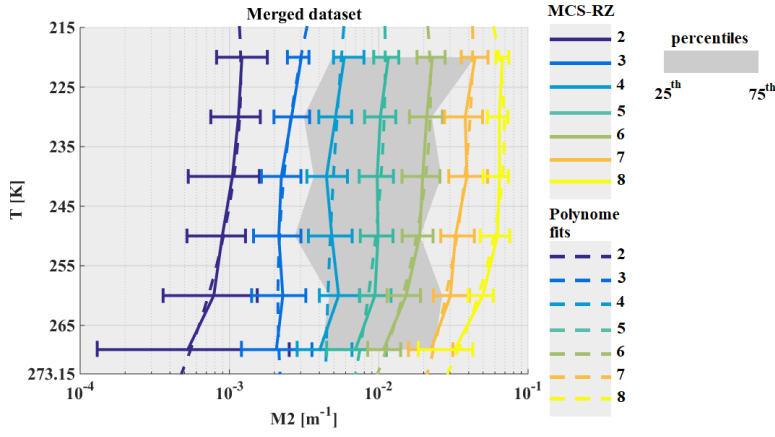 Merged dataset
MCS-RZ
2
3
4
5
6
7
8
percentiles
25th
75th
Polynome
fits
2
3
4
5
6
7
8
T [K]
215
225
235
245
255
265
273.15
10-4
10-3
10-2
10-1
M2 [m-1]